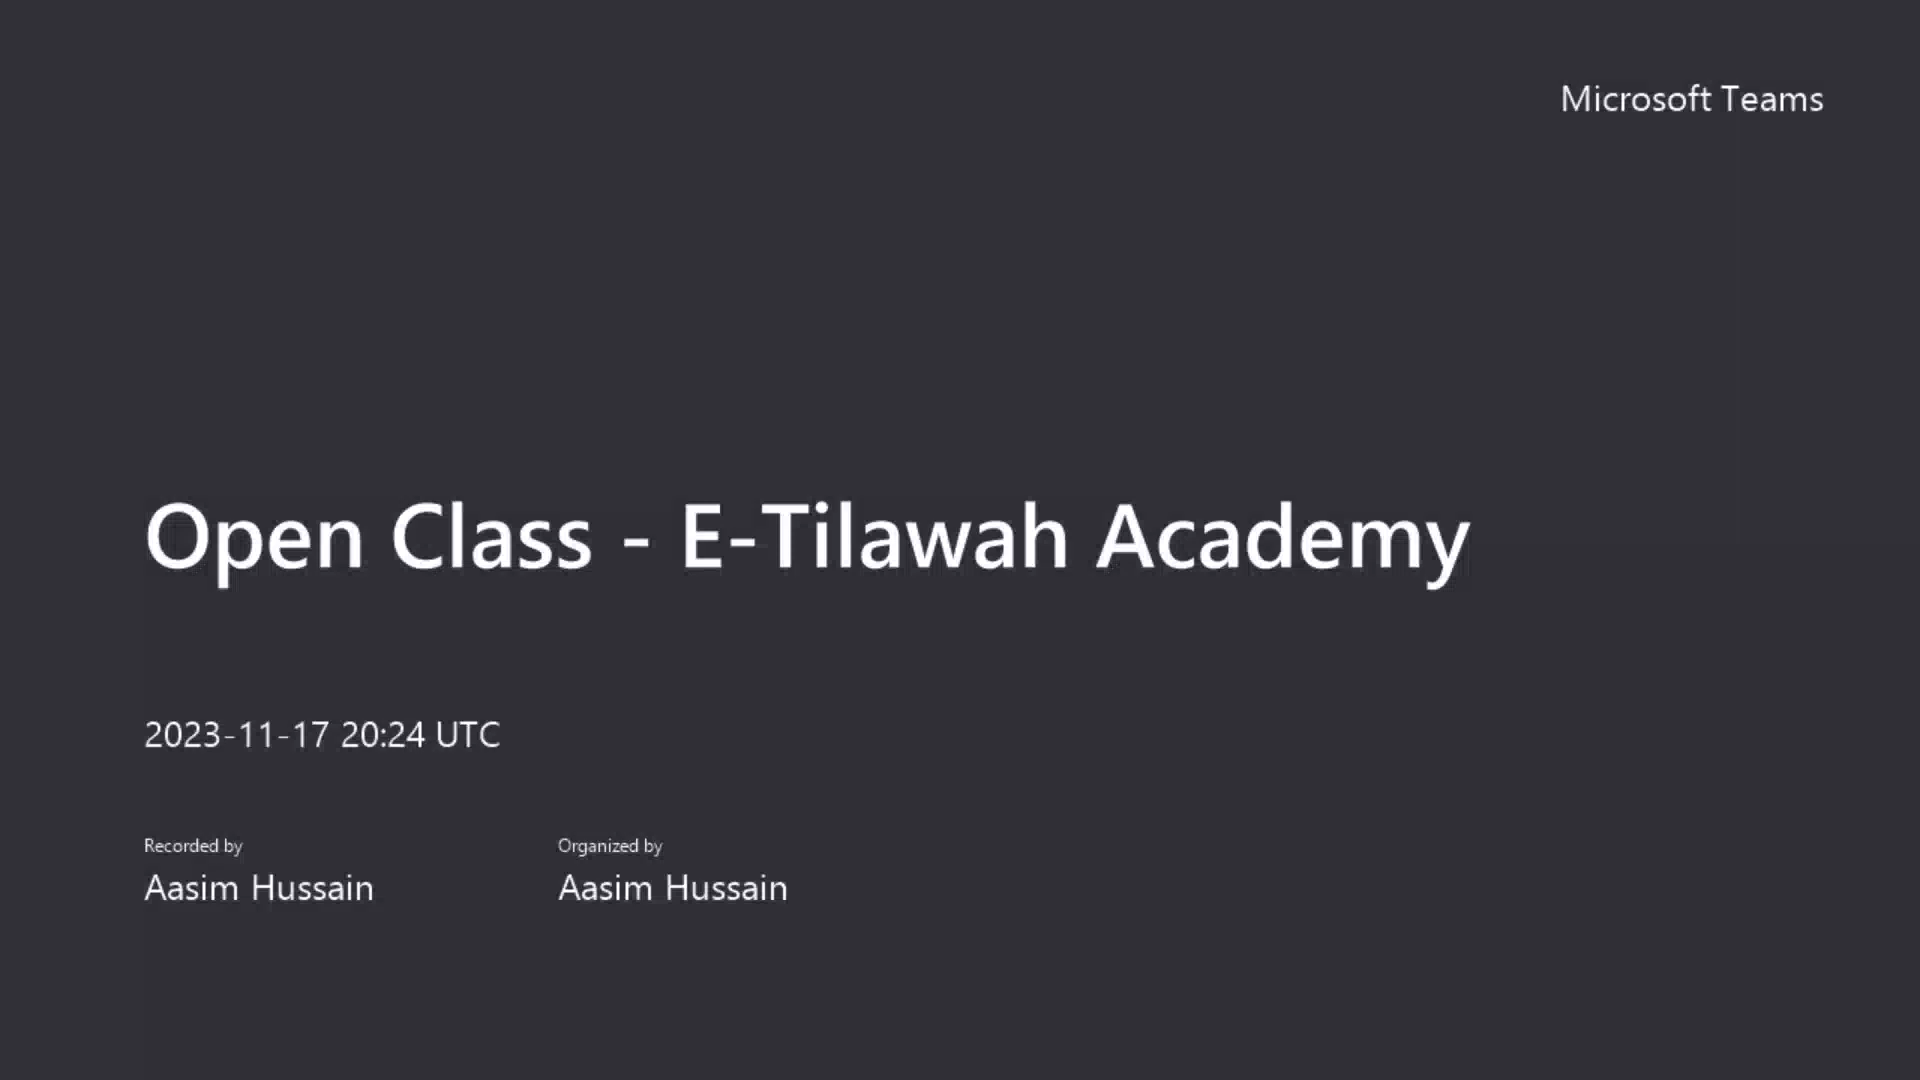 Microsoft Teams
Open Class - E-Tilawah Academy
2023-11-17 20:24 UTC
Recorded by
Aasim Hussain
Organized by
Aasim Hussain